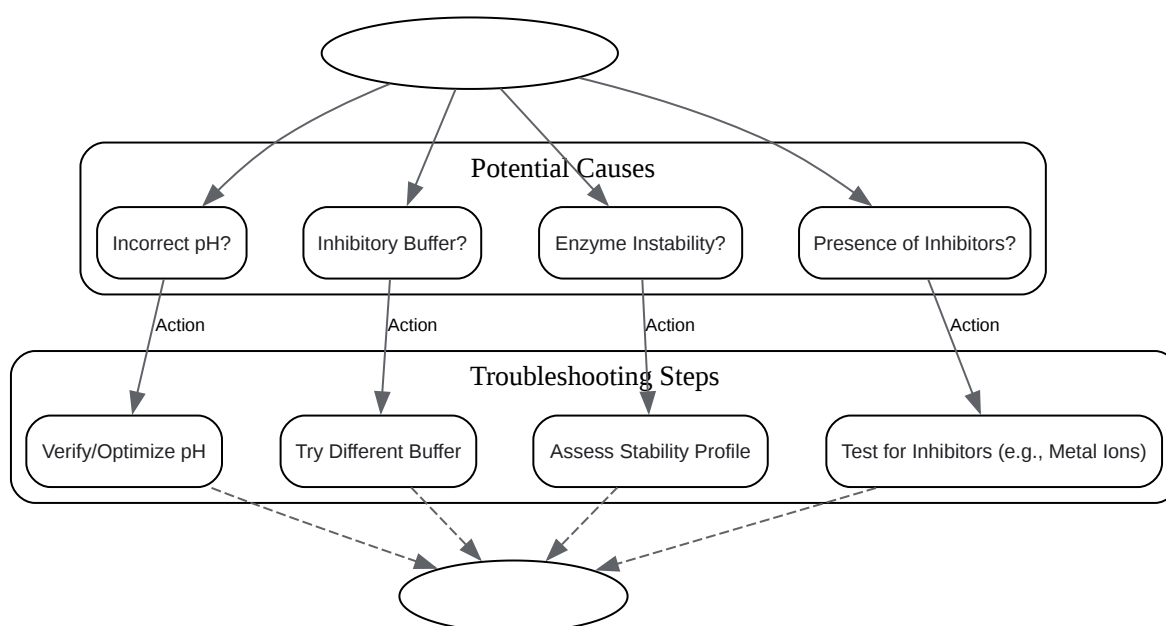 Potential Causes
Incorrect pH?
Inhibitory Buffer?
Enzyme Instability?
Presence of Inhibitors?
Action
Action
Action
Action
Troubleshooting Steps
Verify/Optimize pH
Try Different Buffer
Assess Stability Profile
Test for Inhibitors (e.g., Metal Ions)